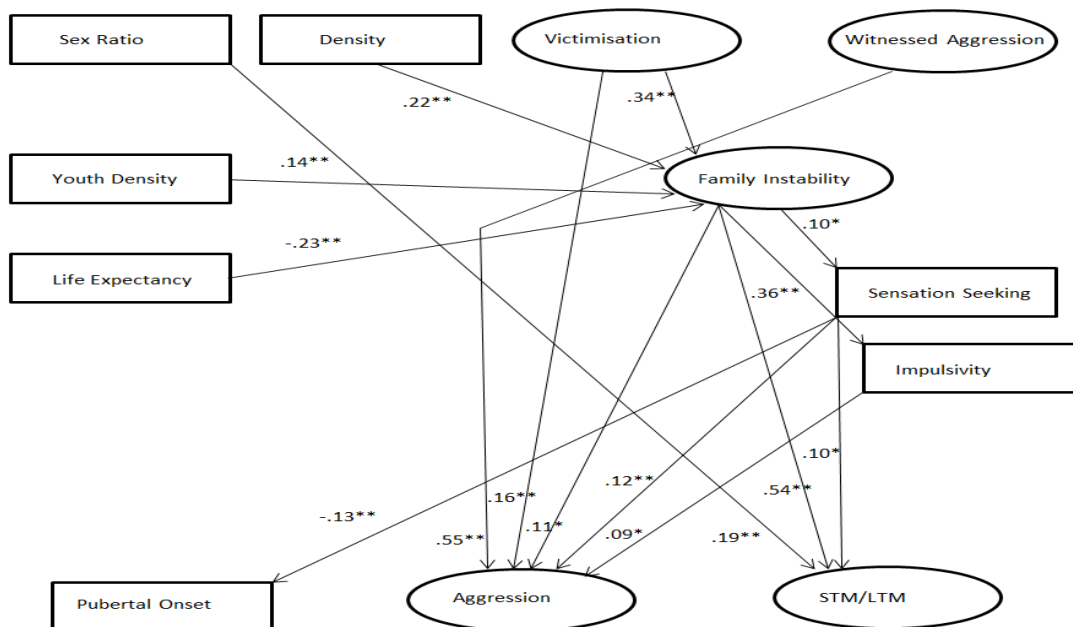 Sex Ratio
Density
Victimisation
Witnessed Aggression
.22**
.34**
.14**
Youth Density
Family Instability
.10*
-.23**
Life Expectancy
.36**
Sensation Seeking
Impulsivity
.10*
.12**
.54**
.16**
-.13**
.11*
.09*
.19**
.55**
Pubertal Onset
Aggression
STM/LTM